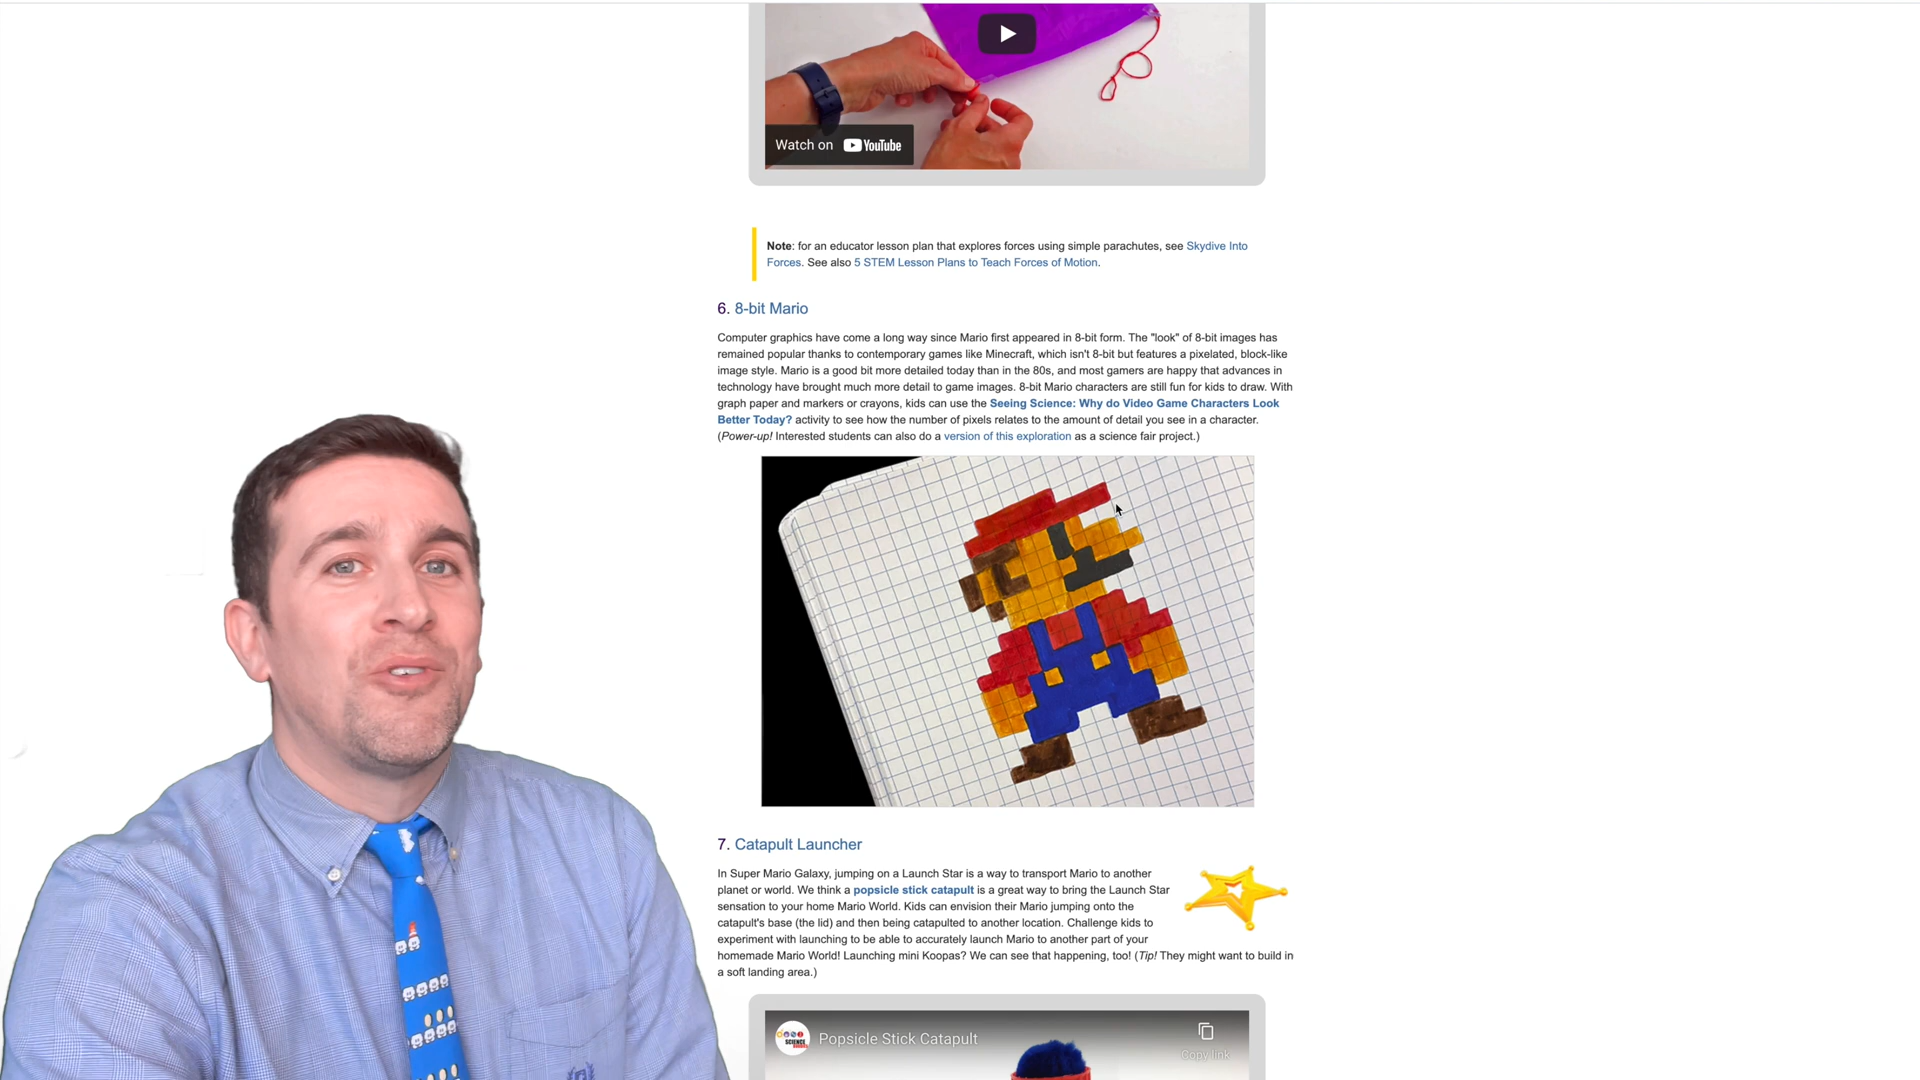 Watch on YouTube
Note: for an educator lesson plan that explores forces using simple parachutes, see Skydive Into
Forces. See also 5 STEM Lesson Plans to Teach Forces of Motion.
6. 8-bit Mario
Computer graphics have come a long way since Mario first appeared in 8-bit form. The "look" of 8-bit images has
remained popular thanks to contemporary games like Minecraft, which isn't 8-bit but features a pixelated, block-like
image style. Mario is a good bit more detailed today than in the 80s, and most gamers are happy that advances in
technology have brought much more detail to game images. 8-bit Mario characters are still fun for kids to draw. With
graph paper and markers or crayons, kids can use the Seeing Science: Why do Video Game Characters Look
Better Today? activity to see how the number of pixels relates to the amount of detail you see in a character.
(Power-up! Interested students can also do a version of this exploration as a science fair project.)
7. Catapult Launcher
In Super Mario Galaxy, jumping on a Launch Star is a way to transport Mario to another
planet or world. We think a popsicle stick catapult is a great way to bring the Launch Star
sensation to your home Mario World. Kids can envision their Mario jumping onto the
catapult's base (the lid) and then being catapulted to another location. Challenge kids to
experiment with launching to be able to accurately launch Mario to another part of your
homemade Mario World! Launching mini Koopas? We can see that happening, too! (Tip! They might want to build in
a soft landing area.)
SCIENCE
Popsicle Stick Catapult
Copy link